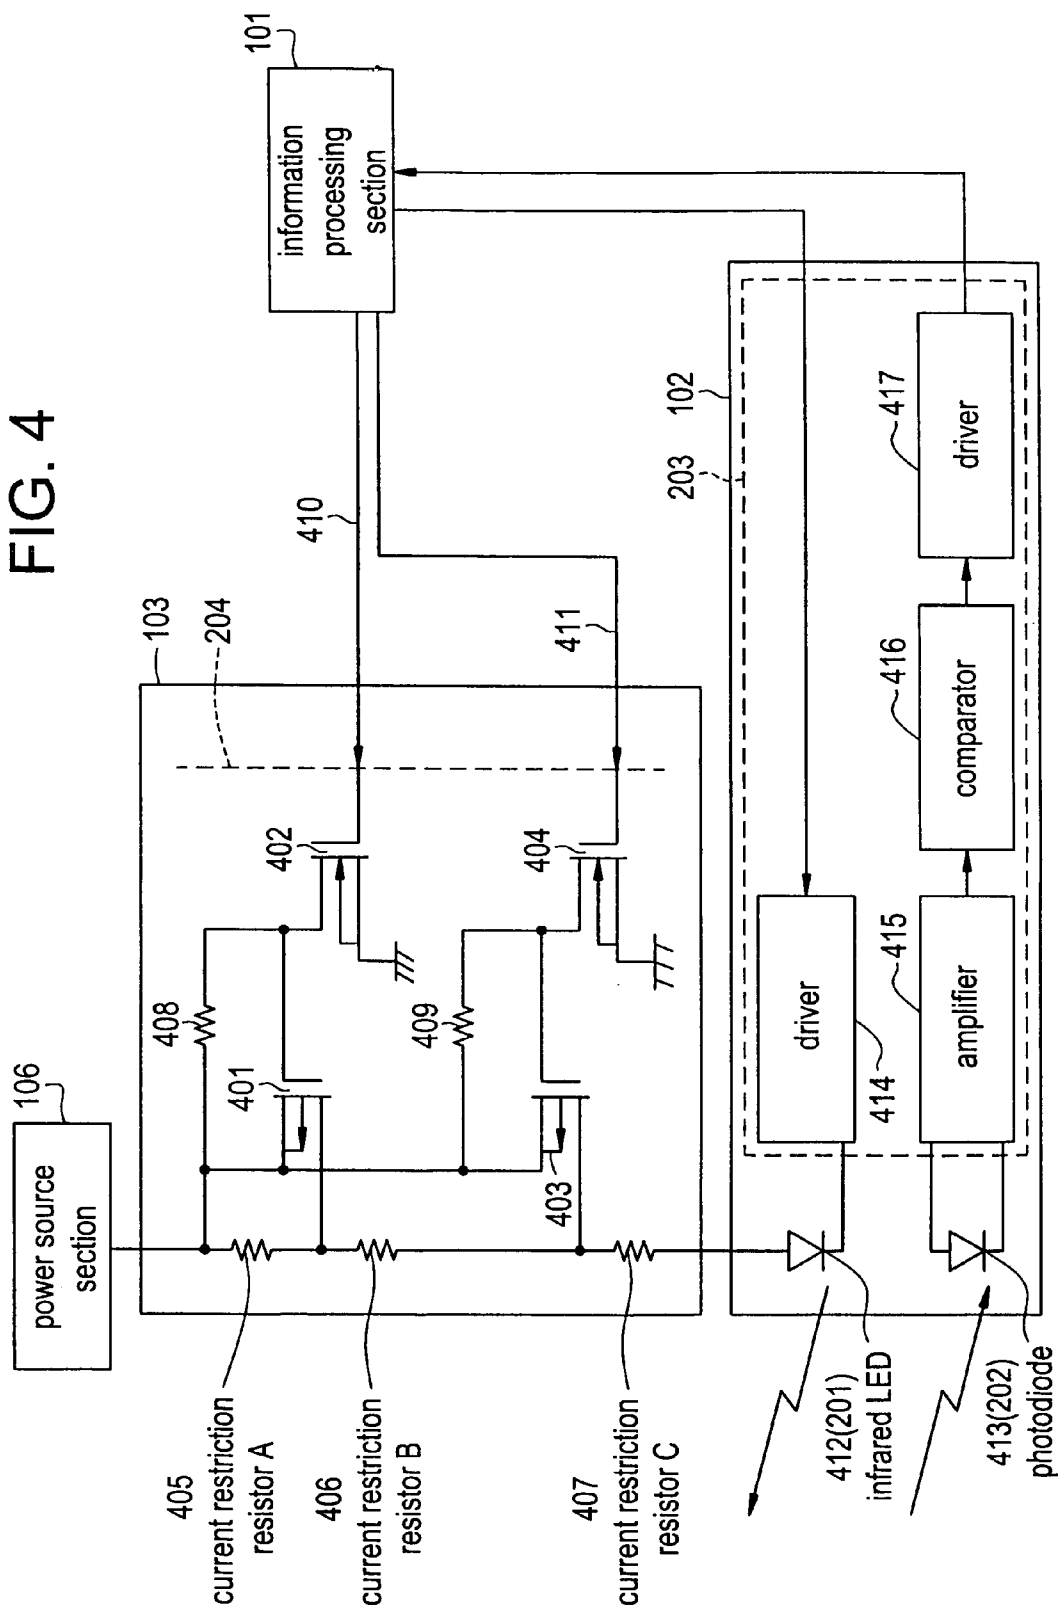 FIG. 4
power source
section
106
information
processing
section
101
103
204
410
411
408
401
402
409
403
404
405
current restriction
resistor A
406
current restriction
resistor B
407
current restriction
resistor C
102
203
driver
414
amplifier
415
comparator
416
driver
417
412(201)
infrared LED
413(202)
photodiode